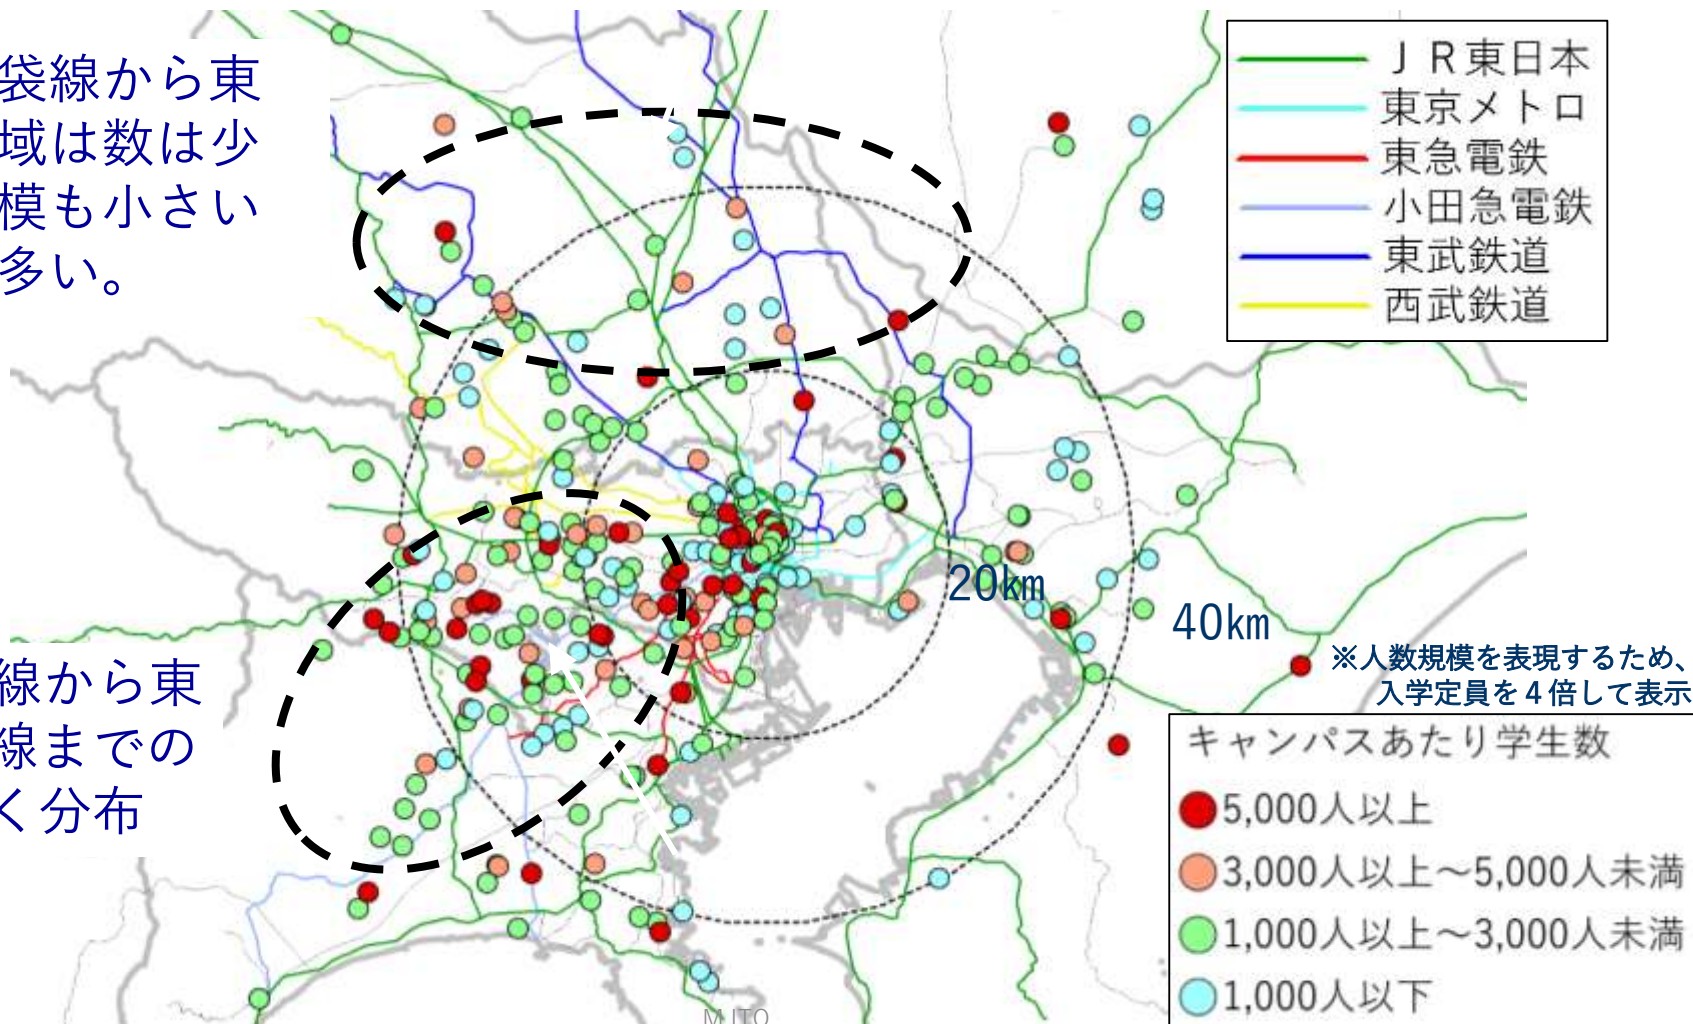 袋線から東
域は数は少
模も小さい
多い。
線から東
線までの
く分布
ＪＲ東日本
東京メトロ
東急電鉄
小田急電鉄
東武鉄道
西武鉄道
20km
40km
※人数規模を表現するため、
入学定員を４倍して表示
キャンパスあたり学生数
5,000人以上
3,000人以上～5,000人未満
1,000人以上～3,000人未満
1,000人以下